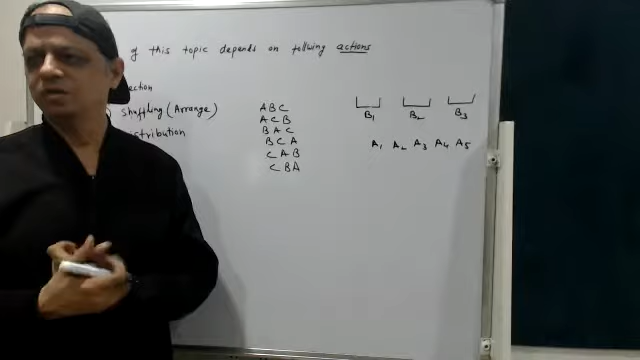 of this topic depends on following actions
ection
Shuffling (Arrange)
istribution
ABC
ACB
BAC
BCA
CAB
CBA
B1 B2 B3
A1 A2 A3 A4 A5